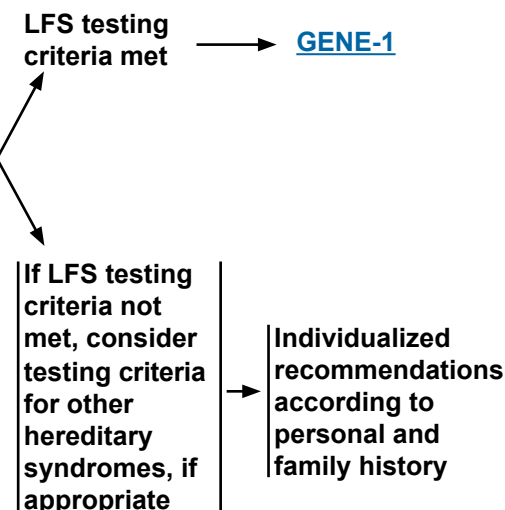 LFS testing
criteria met
GENE-1
If LFS testing
criteria not
met, consider
testing criteria
for other
hereditary
syndromes, if
appropriate
Individualized
recommendations
according to
personal and
family history